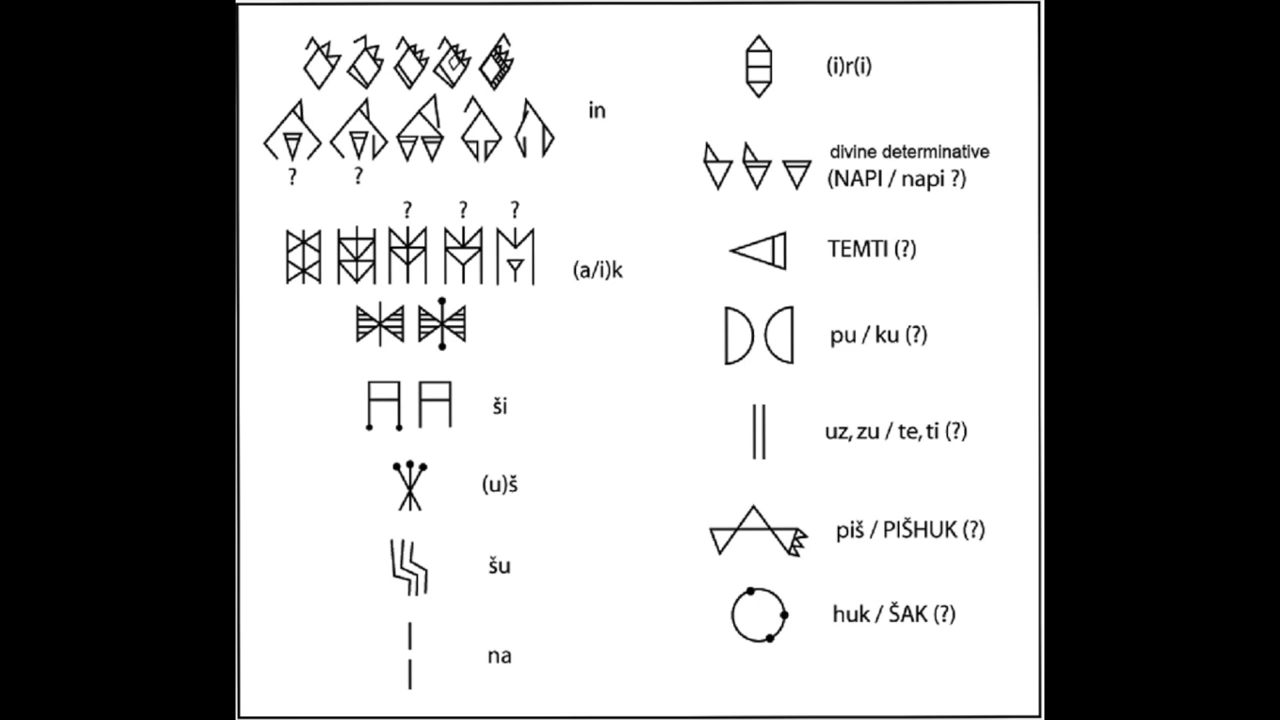 in
? ?
? ? ?
(a/i)k
ši
(u)š
šu
na
(i)r(i)
divine determinative
(NAPI / napi ?)
TEMTI (?)
pu / ku (?)
uz, zu / te, ti (?)
piš / PIŠHUK (?)
huk / ŠAK (?)